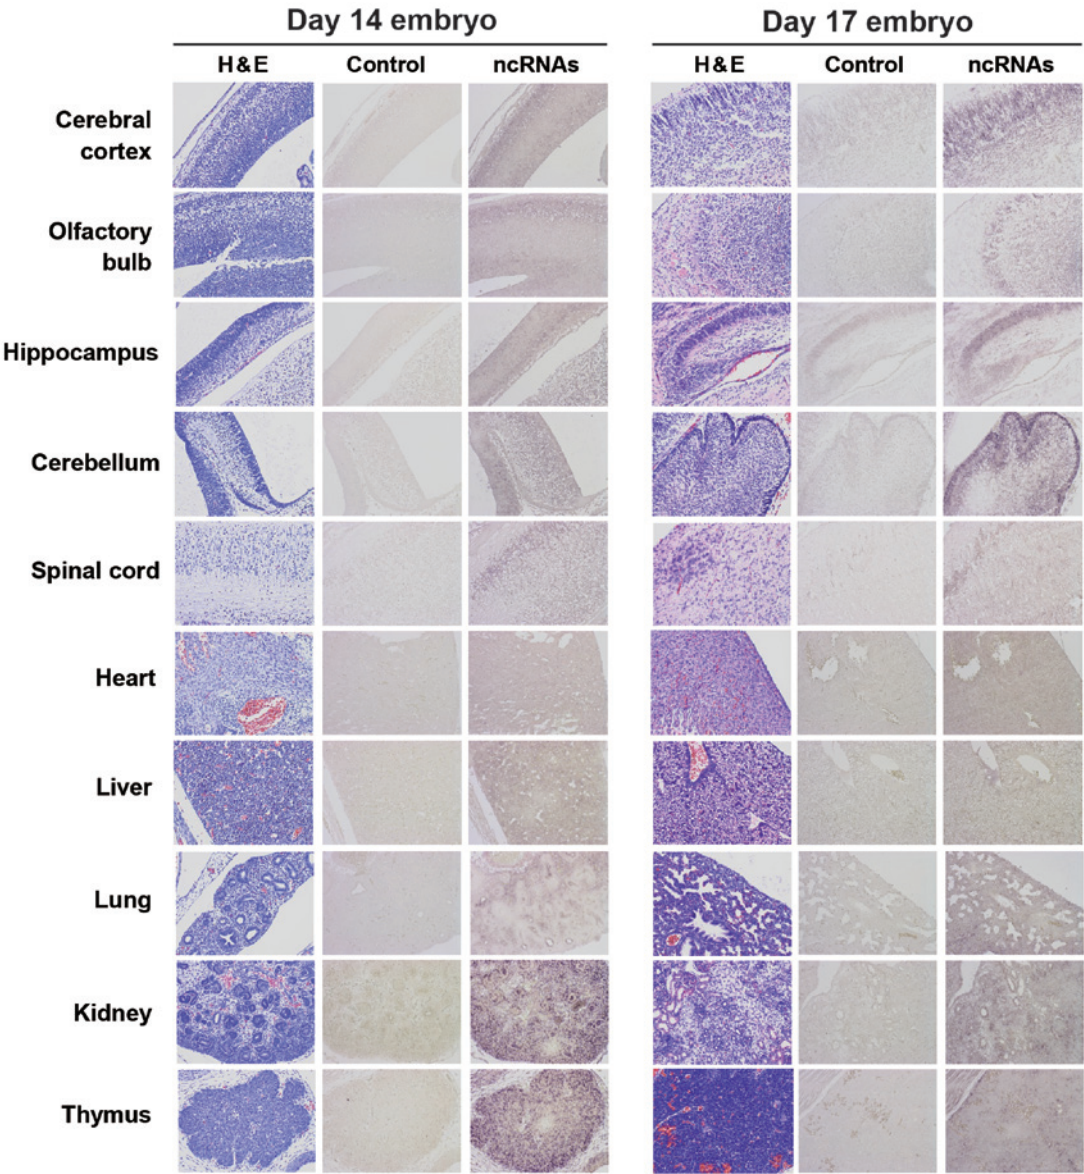 Day 14 embryo
Day 17 embryo
H&E
Control
ncRNAs
H&E
Control
ncRNAs
Cerebral
cortex
Olfactory
bulb
Hippocampus
Cerebellum
Spinal cord
Heart
Liver
Lung
Kidney
Thymus